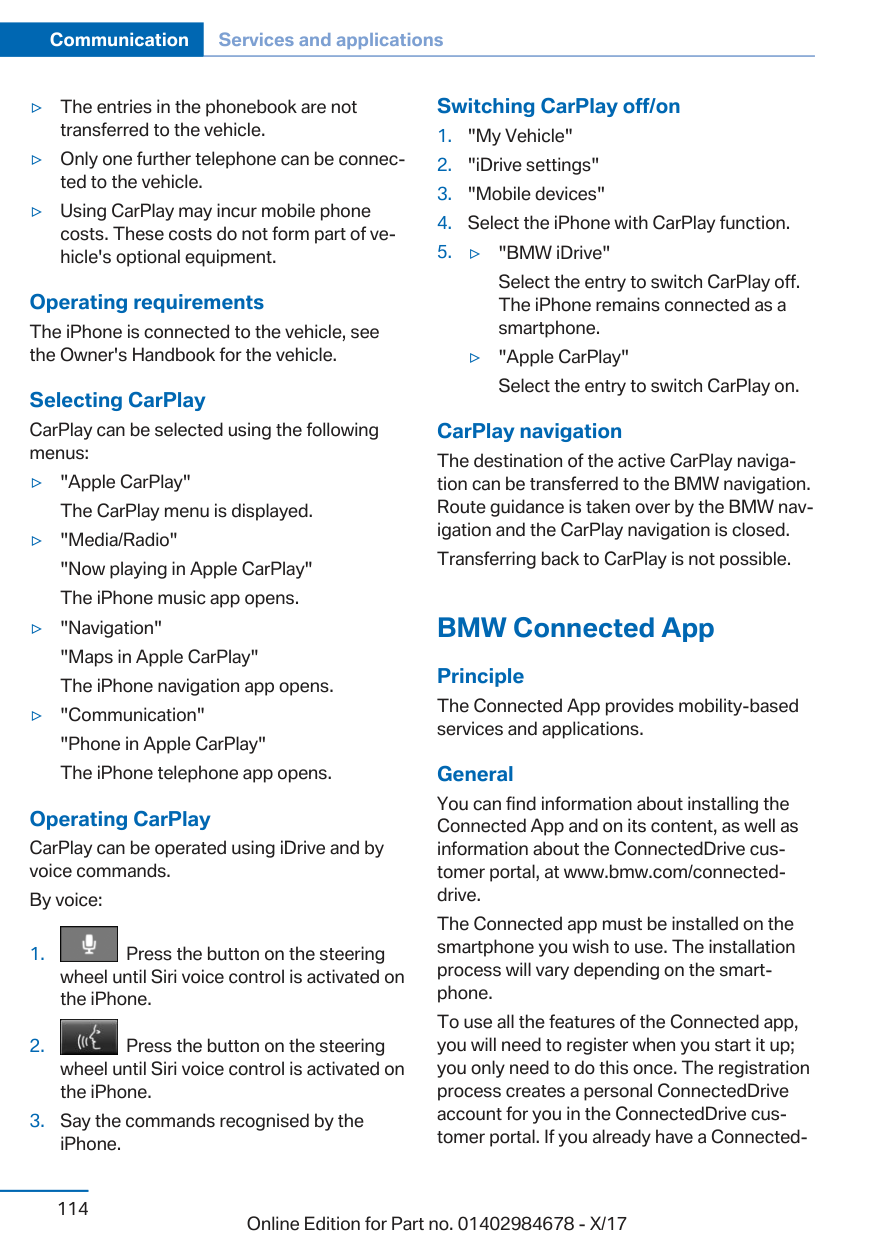 Communication Services and applications
▷ The entries in the phonebook are not
transferred to the vehicle.
▷ Only one further telephone can be connec-
ted to the vehicle.
▷ Using CarPlay may incur mobile phone
costs. These costs do not form part of ve-
hicle's optional equipment.
Operating requirements
The iPhone is connected to the vehicle, see
the Owner's Handbook for the vehicle.
Selecting CarPlay
CarPlay can be selected using the following
menus:
▷ "Apple CarPlay"
The CarPlay menu is displayed.
▷ "Media/Radio"
"Now playing in Apple CarPlay"
The iPhone music app opens.
▷ "Navigation"
"Maps in Apple CarPlay"
The iPhone navigation app opens.
▷ "Communication"
"Phone in Apple CarPlay"
The iPhone telephone app opens.
Operating CarPlay
CarPlay can be operated using iDrive and by
voice commands.
By voice:
1. Press the button on the steering
wheel until Siri voice control is activated on
the iPhone.
2. Press the button on the steering
wheel until Siri voice control is activated on
the iPhone.
3. Say the commands recognised by the
iPhone.
Switching CarPlay off/on
1. "My Vehicle"
2. "iDrive settings"
3. "Mobile devices"
4. Select the iPhone with CarPlay function.
5. ▷ "BMW iDrive"
Select the entry to switch CarPlay off.
The iPhone remains connected as a
smartphone.
▷ "Apple CarPlay"
Select the entry to switch CarPlay on.
CarPlay navigation
The destination of the active CarPlay naviga-
tion can be transferred to the BMW navigation.
Route guidance is taken over by the BMW nav-
igation and the CarPlay navigation is closed.
Transferring back to CarPlay is not possible.
BMW Connected App
Principle
The Connected App provides mobility-based
services and applications.
General
You can find information about installing the
Connected App and on its content, as well as
information about the ConnectedDrive cus-
tomer portal, at www.bmw.com/connected-
drive.
The Connected app must be installed on the
smartphone you wish to use. The installation
process will vary depending on the smart-
phone.
To use all the features of the Connected app,
you will need to register when you start it up;
you only need to do this once. The registration
process creates a personal ConnectedDrive
account for you in the ConnectedDrive cus-
tomer portal. If you already have a Connected-
114
Online Edition for Part no. 01402984678 - X/17